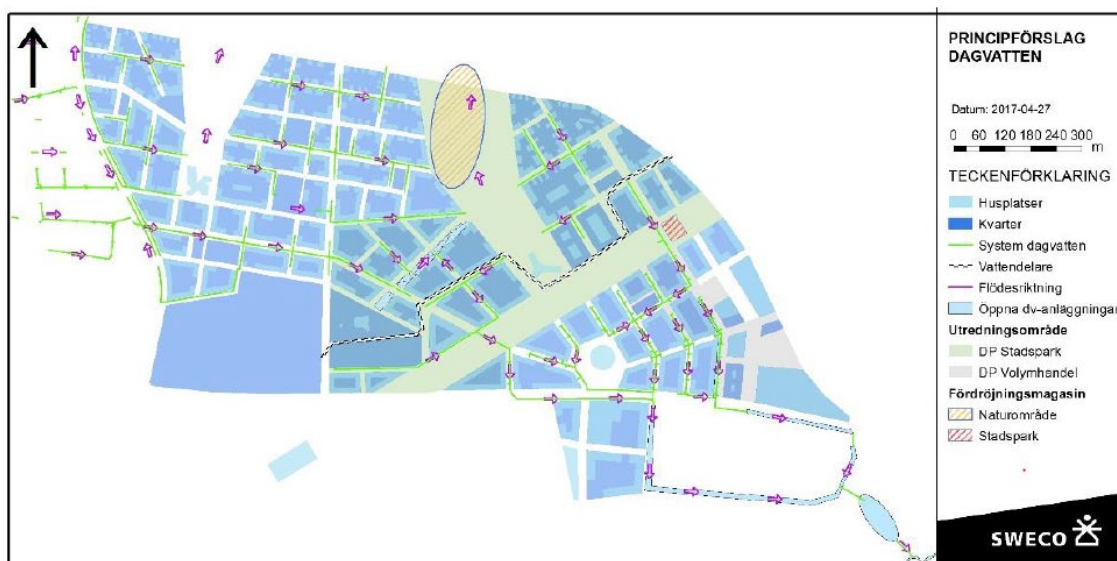 PRINCIPFÖRSLAG
DAGVATTEN
Datum: 2017-04-27
0 60 120 180 240 300
m
TECKENFÖRKLARING
Husplatser
Kvarter
System dagvatten
Vattendelare
Flödesriktning
Öppna dv-anläggningar
Utredningsområde
DP Stadspark
DP Volymhandel
Fördröjningsmagasin
Naturområde
Stadspark
SWECO